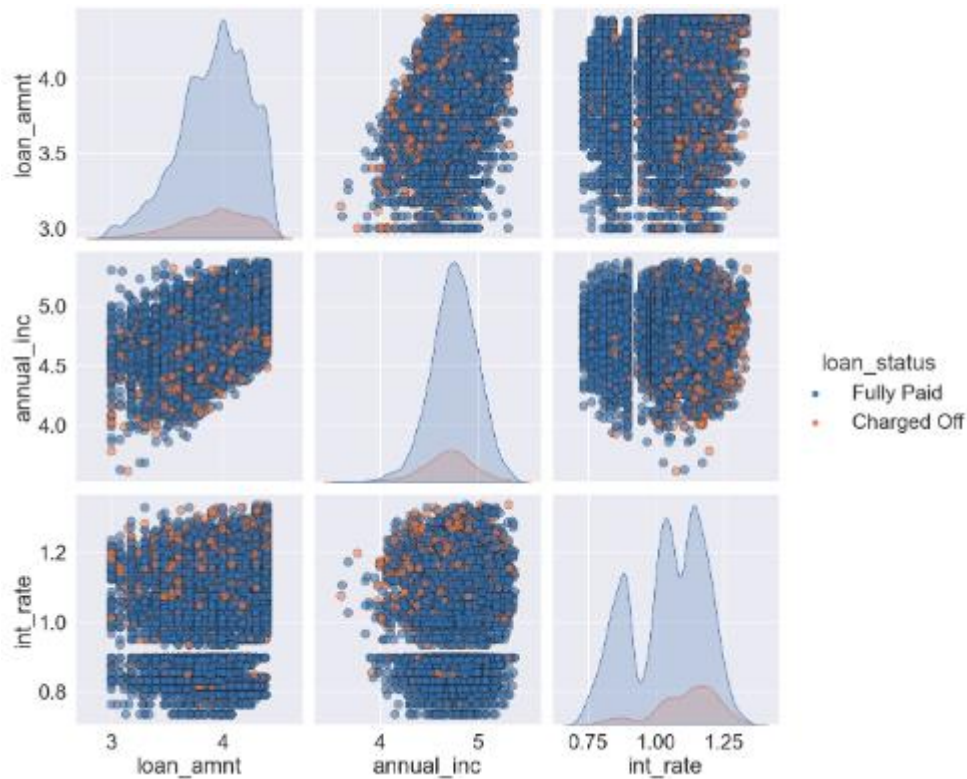 loan_amnt
4.0
3.5
3.0
annual_inc
5.0
4.5
4.0
loan_status
Fully Paid
Charged Off
int_rate
1.2
1.0
0.8
3
4
4
5
0.75
1.00
1.25
loan_amnt
annual_inc
int_rate